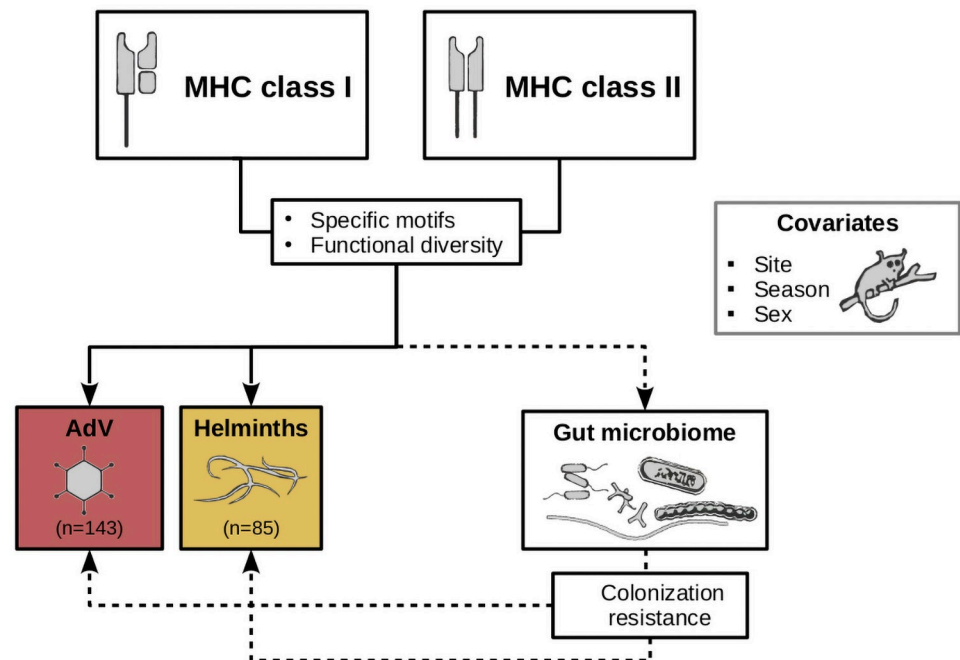 MHC class I
MHC class II
• Specific motifs
• Functional diversity
Covariates
▪ Site
▪ Season
▪ Sex
AdV
(n=143)
Helminths
(n=85)
Gut microbiome
Colonization
resistance